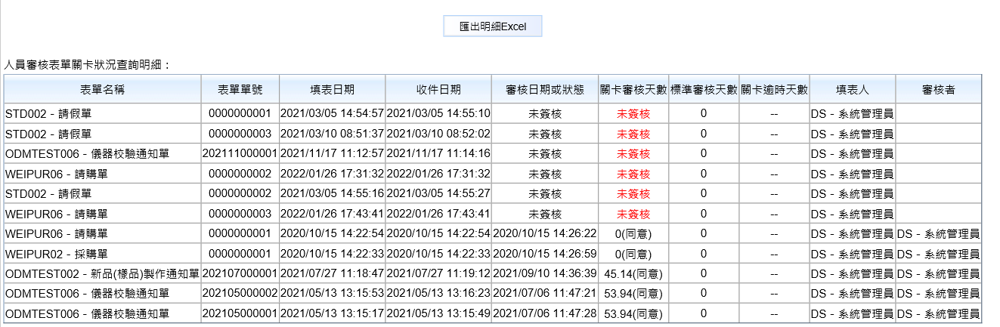 匯出明細Excel
人員審核表單關卡狀況查詢明細：
表單名稱 表單單號 填表日期 收件日期 審核日期或狀態 關卡審核天數 標準審核天數 關卡逾時天數 填表人 審核者
STD002 - 請假單 0000000001 2021/03/05 14:54:57 2021/03/05 14:55:10 未簽核 未簽核 0 -- DS - 系統管理員
STD002 - 請假單 0000000003 2021/03/10 08:51:37 2021/03/10 08:52:02 未簽核 未簽核 0 -- DS - 系統管理員
ODMTEST006 - 儀器校驗通知單 202111000001 2021/11/17 11:12:57 2021/11/17 11:14:16 未簽核 未簽核 0 -- DS - 系統管理員
WEIPUR06 - 請購單 0000000002 2022/01/26 17:31:32 2022/01/26 17:31:32 未簽核 未簽核 0 -- DS - 系統管理員
STD002 - 請假單 0000000002 2021/03/05 14:55:16 2021/03/05 14:55:27 未簽核 未簽核 0 -- DS - 系統管理員
WEIPUR06 - 請購單 0000000003 2022/01/26 17:43:41 2022/01/26 17:43:41 未簽核 未簽核 0 -- DS - 系統管理員
WEIPUR06 - 請購單 0000000001 2020/10/15 14:22:54 2020/10/15 14:22:54 2020/10/15 14:26:22 0(同意) 0 -- DS - 系統管理員 DS - 系統管理員
WEIPUR02 - 採購單 0000000001 2020/10/15 14:22:33 2020/10/15 14:22:33 2020/10/15 14:26:59 0(同意) 0 -- DS - 系統管理員 DS - 系統管理員
ODMTEST002 - 新品(樣品)製作通知單 202107000001 2021/07/27 11:18:47 2021/07/27 11:19:12 2021/09/10 14:36:39 45.14(同意) 0 -- DS - 系統管理員 DS - 系統管理員
ODMTEST006 - 儀器校驗通知單 202105000002 2021/05/13 13:15:53 2021/05/13 13:16:23 2021/07/06 11:47:21 53.94(同意) 0 -- DS - 系統管理員 DS - 系統管理員
ODMTEST006 - 儀器校驗通知單 202105000001 2021/05/13 13:15:17 2021/05/13 13:15:49 2021/07/06 11:47:28 53.94(同意) 0 -- DS - 系統管理員 DS - 系統管理員